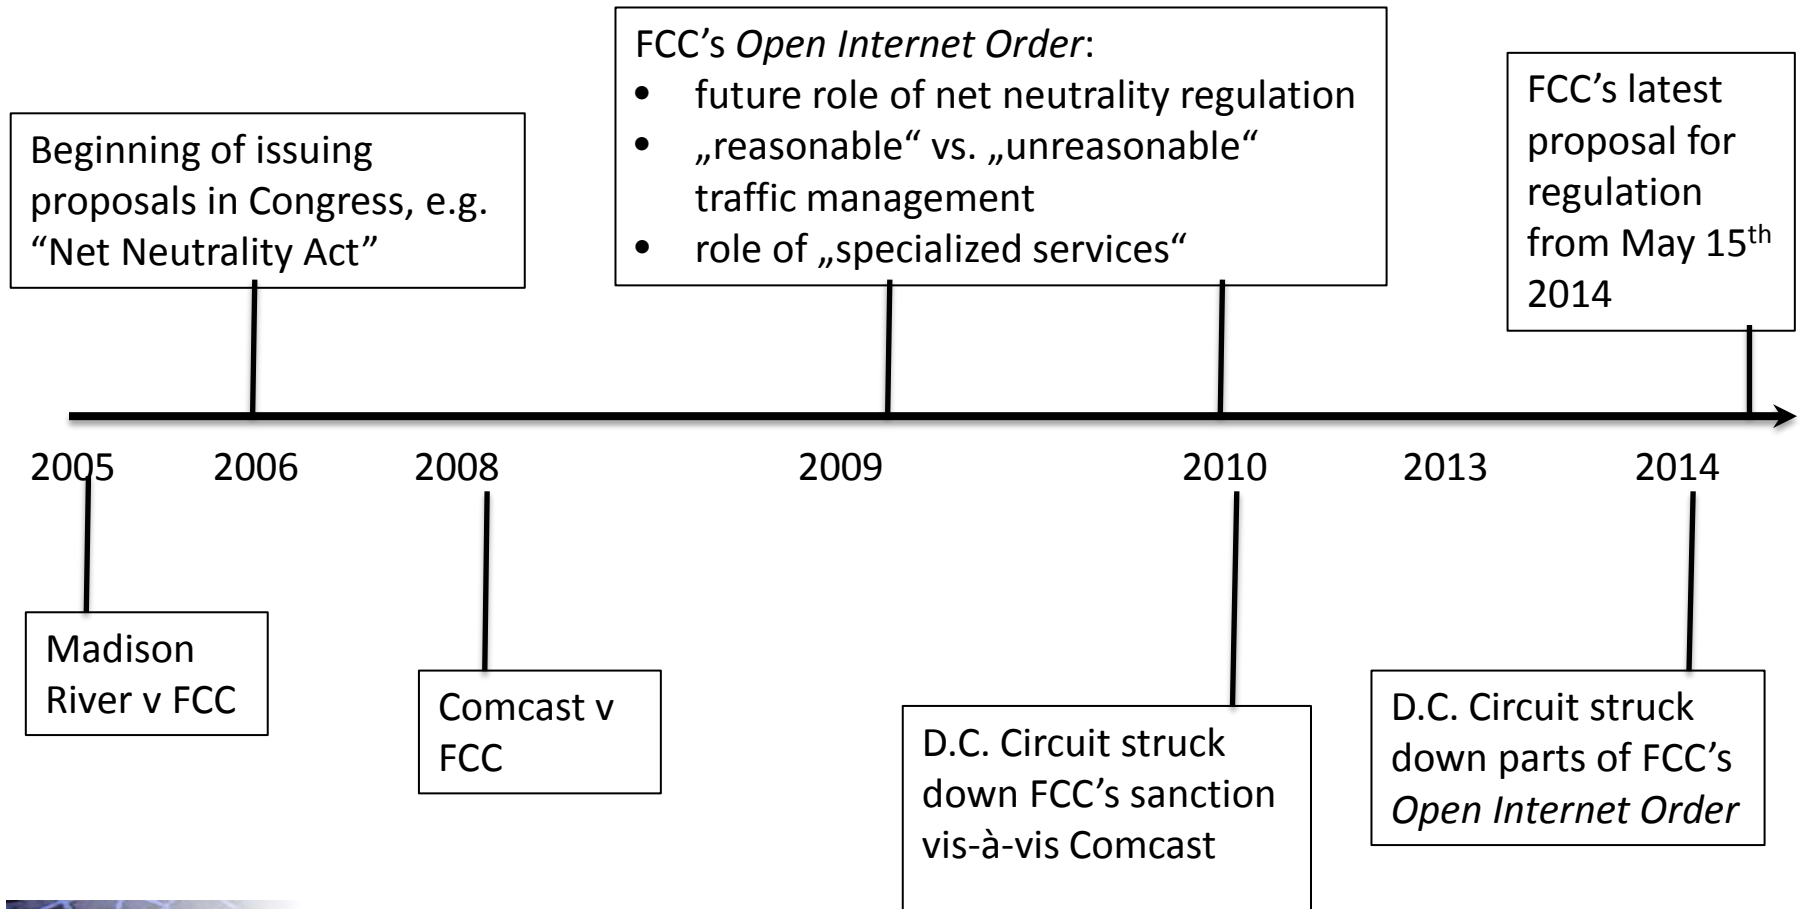 FCC’s Open Internet Order:
• future role of net neutrality regulation
• „reasonable“ vs. „unreasonable“
traffic management
• role of „specialized services“
FCC’s latest
proposal for
regulation
from May 15th
2014
Beginning of issuing
proposals in Congress, e.g.
“Net Neutrality Act”
2005 2006 2008 2009 2010 2013 2014
Madison
River v FCC
Comcast v
FCC
D.C. Circuit struck
down FCC’s sanction
vis-à-vis Comcast
D.C. Circuit struck
down parts of FCC’s
Open Internet Order